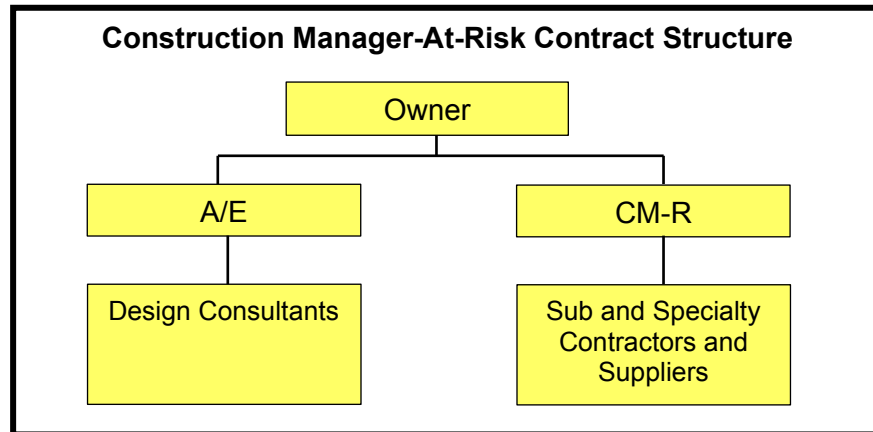 Construction Manager-At-Risk Contract Structure
Owner
A/E
CM-R
Design Consultants
Sub and Specialty
Contractors and
Suppliers